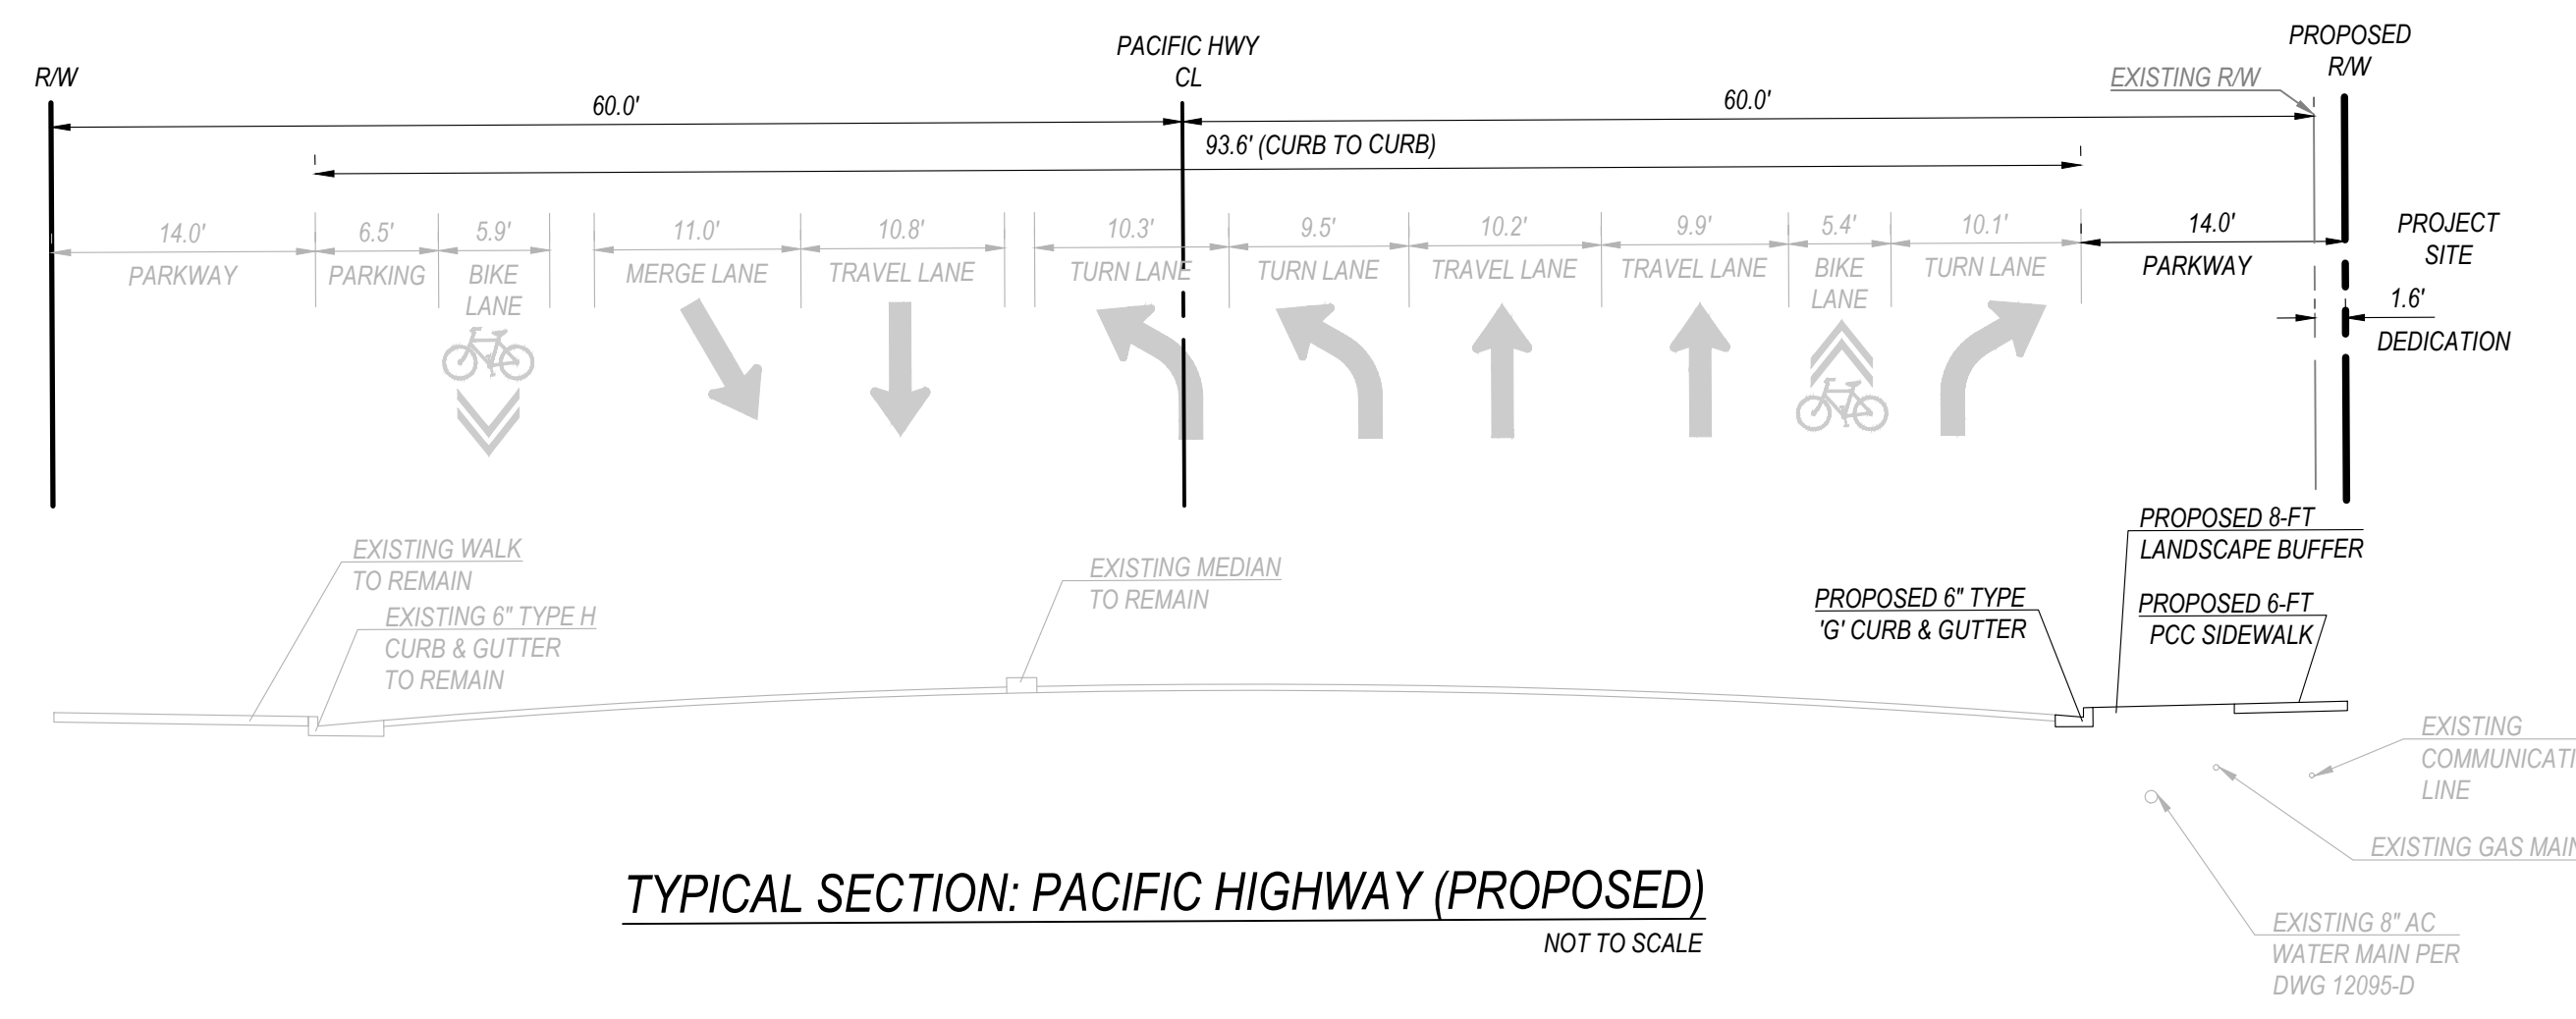 PACIFIC HWY
CL
R/W
EXISTING R/W
PROPOSED
R/W
60.0'
60.0'
93.6' (CURB TO CURB)
14.0'
PARKWAY
6.5'
PARKING
5.9'
BIKE
LANE
11.0'
MERGE LANE
10.8'
TRAVEL LANE
10.3'
TURN LANE
9.5'
TURN LANE
10.2'
TRAVEL LANE
9.9'
TRAVEL LANE
5.4'
BIKE
LANE
10.1'
TURN LANE
14.0'
PARKWAY
PROJECT
SITE
1.6'
DEDICATION
EXISTING WALK
TO REMAIN
EXISTING 6" TYPE H
CURB & GUTTER
TO REMAIN
EXISTING MEDIAN
TO REMAIN
PROPOSED 6" TYPE
'G' CURB & GUTTER
PROPOSED 8-FT
LANDSCAPE BUFFER
PROPOSED 6-FT
PCC SIDEWALK
EXISTING
COMMUNICATI
LINE
EXISTING GAS MAIN
EXISTING 8" AC
WATER MAIN PER
DWG 12095-D
TYPICAL SECTION: PACIFIC HIGHWAY (PROPOSED)
NOT TO SCALE